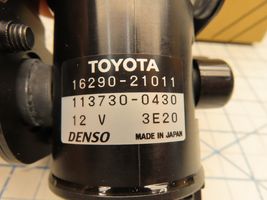 TOYOTA
16290-21011
113730-0430
12 V 3E20
DENSO MADE IN JAPAN